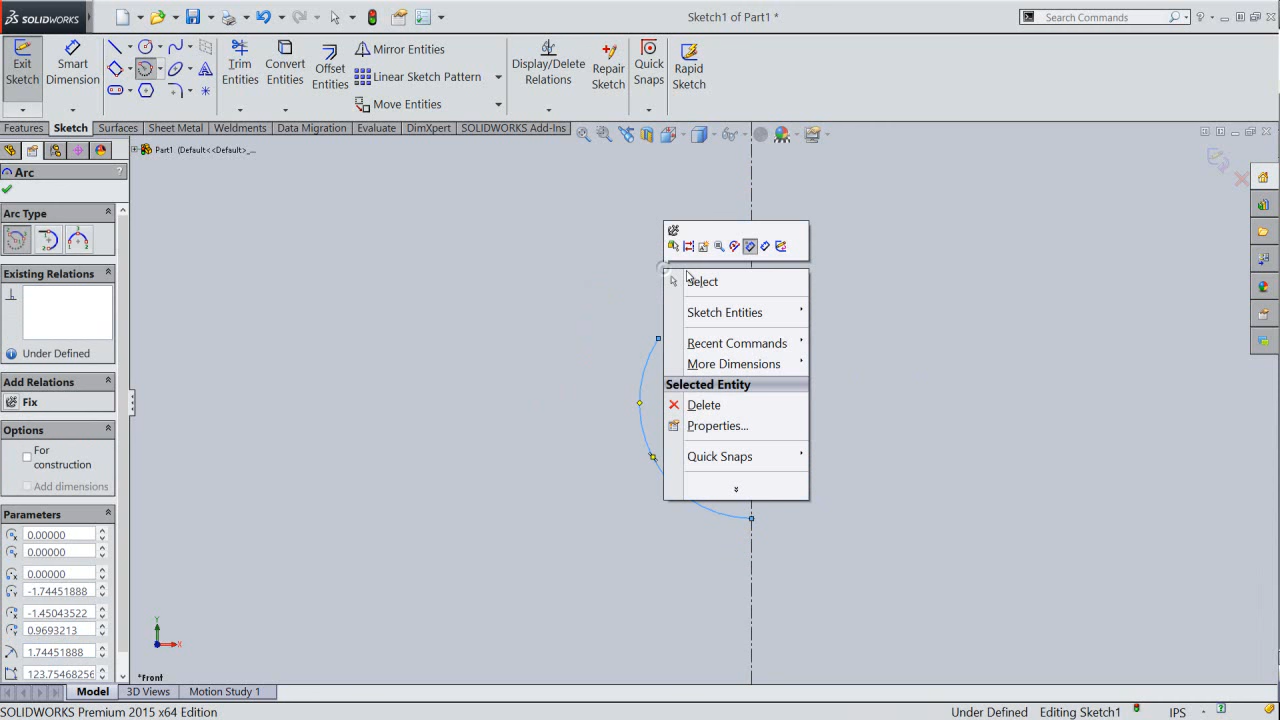 SOLIDWORKS
Sketch1 of Part1 *
Search Commands
Exit Sketch
Smart Dimension
Trim Entities
Convert Entities
Offset Entities
Mirror Entities
Linear Sketch Pattern
Move Entities
Display/Delete Relations
Repair Sketch
Quick Snaps
Rapid Sketch
Features Sketch Surfaces Sheet Metal Weldments Data Migration Evaluate DimXpert SOLIDWORKS Add-Ins
Part1 (Default<<Default>_...
Arc ?
Arc Type
Existing Relations
Under Defined
Add Relations
Fix
Options
For construction
Add dimensions
Parameters
0.00000
0.00000
0.00000
-1.74451888
-1.45043522
0.9693213
1.74451888
123.75468256
Select
Sketch Entities
Recent Commands
More Dimensions
Selected Entity
Delete
Properties...
Quick Snaps
Y
X
*Front
Model 3D Views Motion Study 1
SOLIDWORKS Premium 2015 x64 Edition
Under Defined Editing Sketch1 IPS